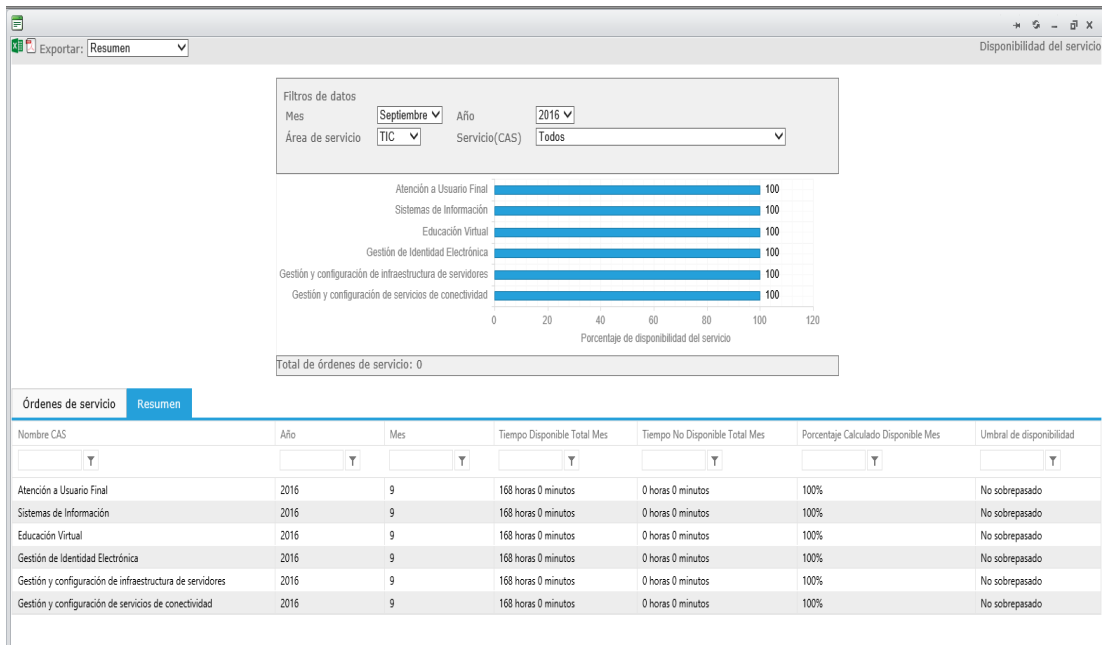 Exportar: Resumen
Disponibilidad del servicio
Filtros de datos
Mes Septiembre Año 2016
Área de servicio TIC Servicio(CAS) Todos
Atención a Usuario Final 100
Sistemas de Información 100
Educación Virtual 100
Gestión de Identidad Electrónica 100
Gestión y configuración de infraestructura de servidores 100
Gestión y configuración de servicios de conectividad 100
0 20 40 60 80 100 120
Porcentaje de disponibilidad del servicio
Total de órdenes de servicio: 0
Órdenes de servicio Resumen
Nombre CAS Año Mes Tiempo Disponible Total Mes Tiempo No Disponible Total Mes Porcentaje Calculado Disponible Mes Umbral de disponibilidad
Atención a Usuario Final 2016 9 168 horas 0 minutos 0 horas 0 minutos 100% No sobrepasado
Sistemas de Información 2016 9 168 horas 0 minutos 0 horas 0 minutos 100% No sobrepasado
Educación Virtual 2016 9 168 horas 0 minutos 0 horas 0 minutos 100% No sobrepasado
Gestión de Identidad Electrónica 2016 9 168 horas 0 minutos 0 horas 0 minutos 100% No sobrepasado
Gestión y configuración de infraestructura de servidores 2016 9 168 horas 0 minutos 0 horas 0 minutos 100% No sobrepasado
Gestión y configuración de servicios de conectividad 2016 9 168 horas 0 minutos 0 horas 0 minutos 100% No sobrepasado